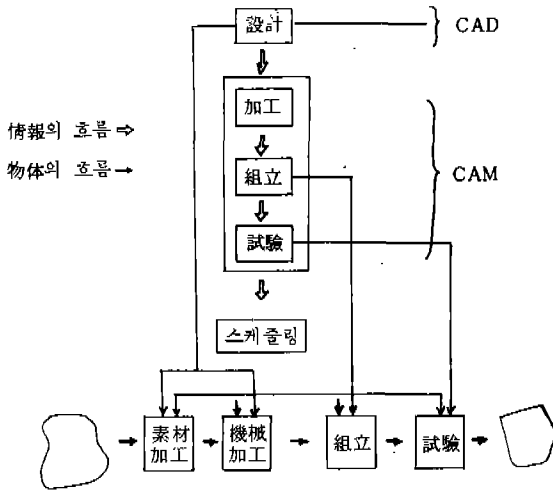 設計
CAD
加工
情報의 흐름 ⇨
物体의 흐름 →
組立
CAM
試驗
스케줄링
素材
加工
機械
加工
組立
試驗